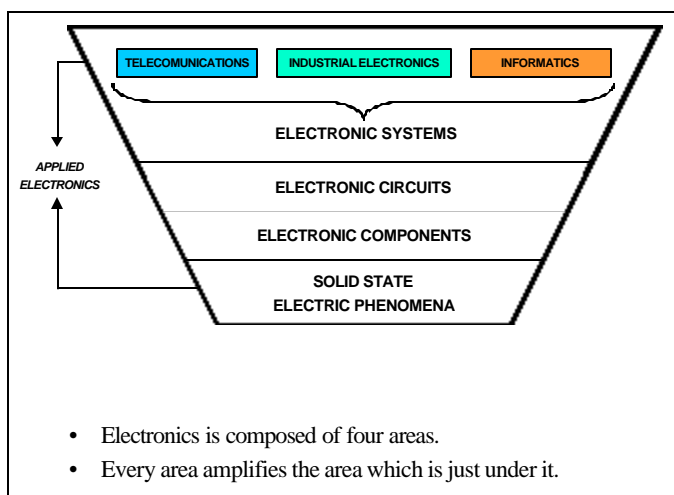 TELECOMUNICATIONS
INDUSTRIAL ELECTRONICS
INFORMATICS
ELECTRONIC SYSTEMS
APPLIED
ELECTRONICS
ELECTRONIC CIRCUITS
ELECTRONIC COMPONENTS
SOLID STATE
ELECTRIC PHENOMENA
• Electronics is composed of four areas.
• Every area amplifies the area which is just under it.